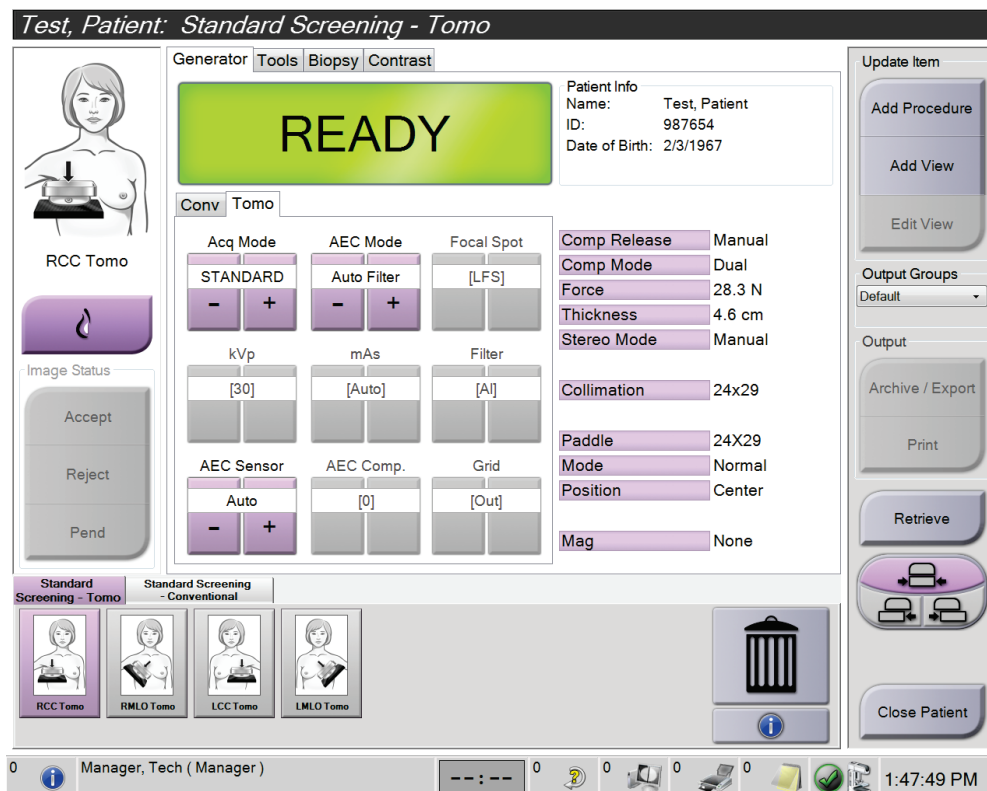 Test, Patient: Standard Screening - Tomo
Generator Tools Biopsy Contrast
READY
Patient Info
Name: Test, Patient
ID: 987654
Date of Birth: 2/3/1967
RCC Tomo
Image Status
Accept
Reject
Pend
Conv Tomo
Acq Mode AEC Mode Focal Spot
STANDARD Auto Filter [LFS]
- + - +
kVp mAs Filter
[30] [Auto] [Al]
AEC Sensor AEC Comp. Grid
Auto [0] [Out]
- +
Comp Release Manual
Comp Mode Dual
Force 28.3 N
Thickness 4.6 cm
Stereo Mode Manual
Collimation 24x29
Paddle 24X29
Mode Normal
Position Center
Mag None
Update Item
Add Procedure
Add View
Edit View
Output Groups
Default
Output
Archive / Export
Print
Retrieve
Close Patient
Standard
Screening - Tomo
Standard Screening
- Conventional
RCC Tomo RMLO Tomo LCC Tomo LMLO Tomo
0 Manager, Tech ( Manager ) --:-- 0 0 0 0 1:47:49 PM